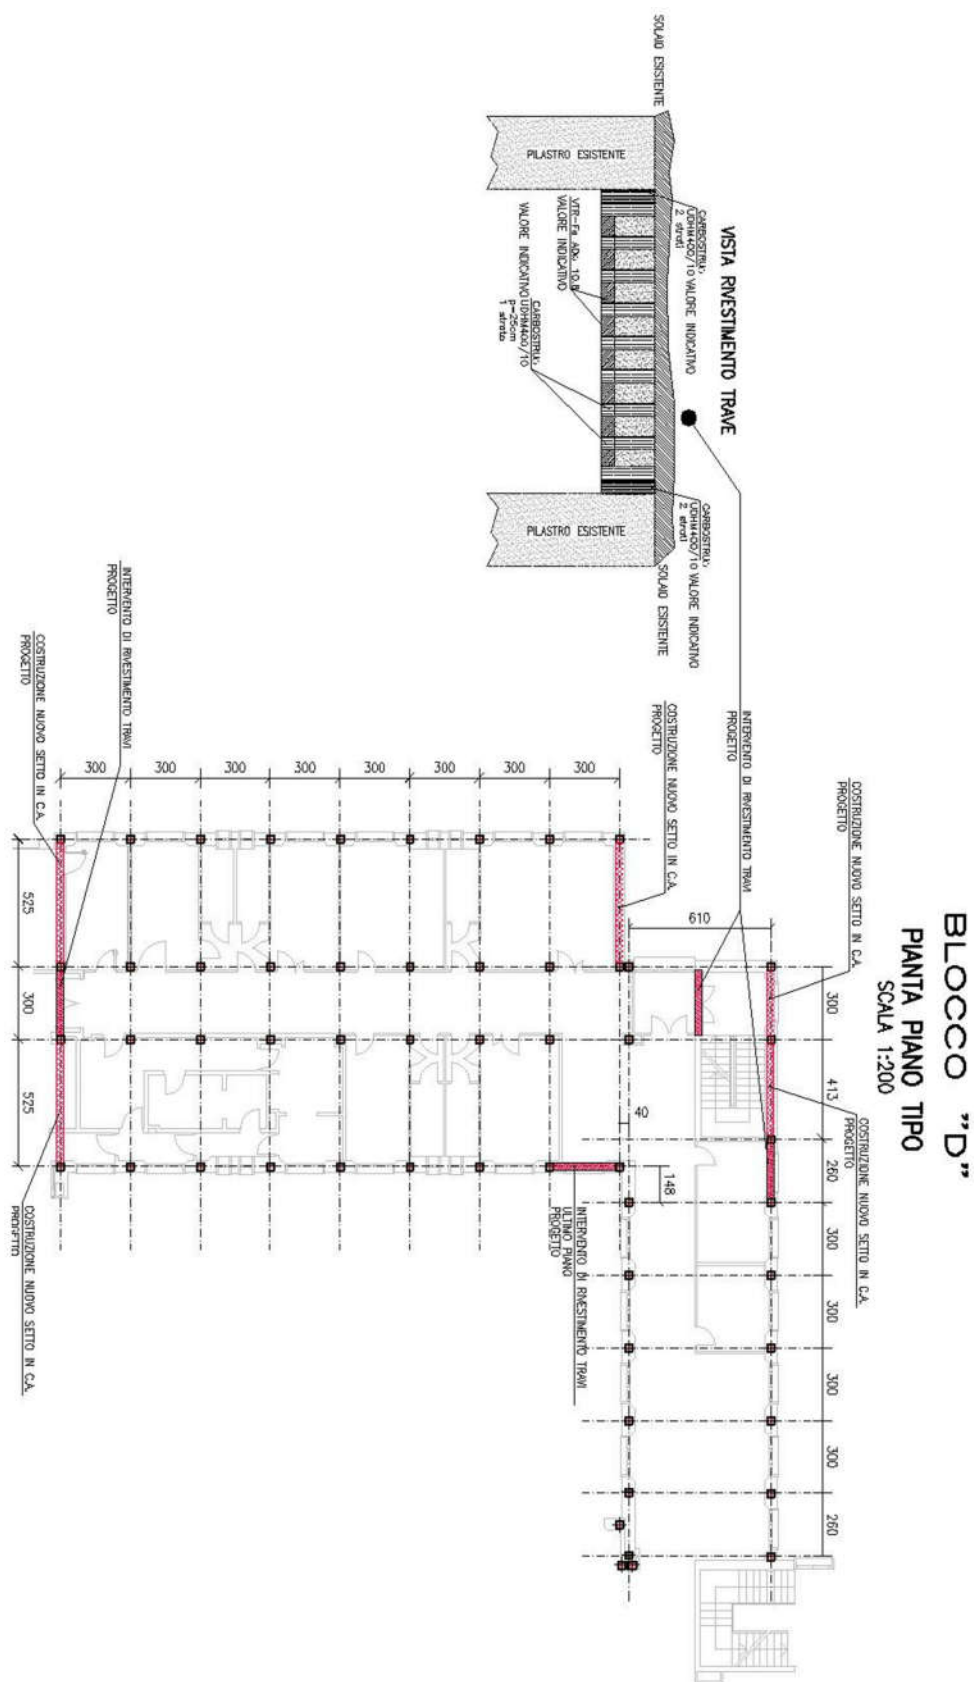 BLOCCO "D"
PIANTA PIANO TIPO
SCALA 1:200
VISTA RIVESTIMENTO TRAVE
SOLAIO ESISTENTE
PILASTRO ESISTENTE
CARBOSTRU®
UDHM400/10 VALORE INDICATIVO
2 strati
VTR-Fe ADo 10.8
VALORE INDICATIVO
CARBOSTRU®
VALORE INDICATIVO UDHM400/10
p=25cm
1 strato
CARBOSTRU®
UDHM400/10 VALORE INDICATIVO
2 strati
PILASTRO ESISTENTE
SOLAIO ESISTENTE
COSTRUZIONE NUOVO SETTO IN C.A.
PROGETTO
INTERVENTO DI RIVESTIMENTO TRAVI
PROGETTO
COSTRUZIONE NUOVO SETTO IN C.A.
PROGETTO
COSTRUZIONE NUOVO SETTO IN C.A.
PROGETTO
INTERVENTO DI RIVESTIMENTO TRAVI
PROGETTO
COSTRUZIONE NUOVO SETTO IN C.A.
PROGETTO
COSTRUZIONE NUOVO SETTO IN C.A.
PROGETTO
INTERVENTO DI RIVESTIMENTO TRAVI
ULTIMO PIANO
PROGETTO
300
300
300
300
300
300
300
300
610
40
148
525
300
525
300
413
260
300
300
300
300
260